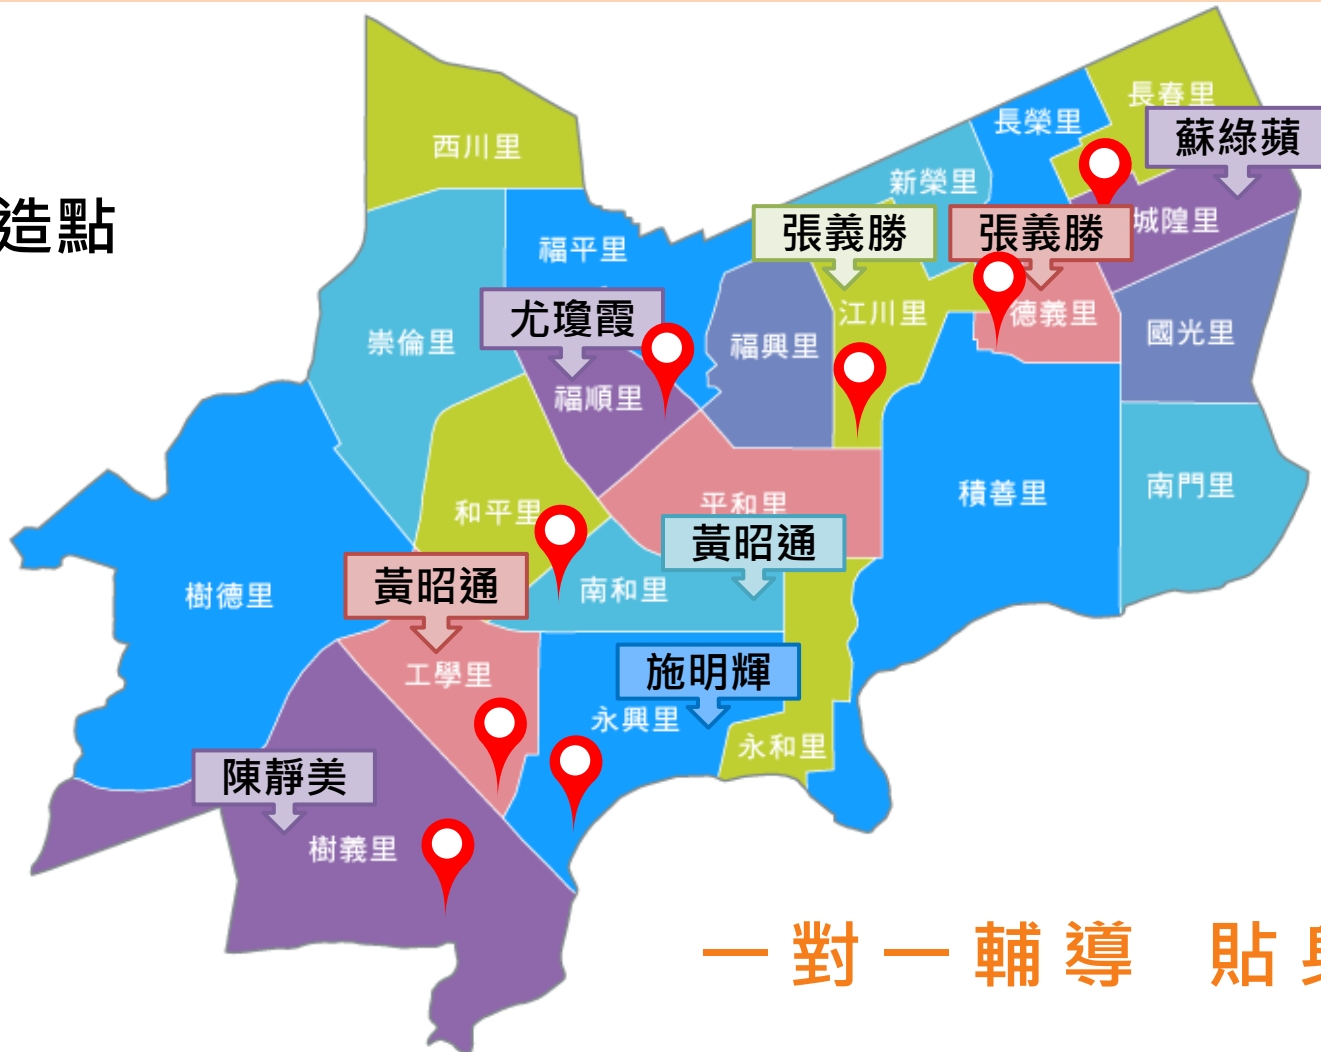 長春里
長榮里
蘇綠蘋
西川里
新榮里
造點
城隍里
張義勝
張義勝
福平里
尤瓊霞
江川里
德義里
國光里
崇倫里
福興里
福順里
積善里
南門里
和平里
平和里
黃昭通
樹德里
黃昭通
南和里
工學里
施明輝
永興里
永和里
陳靜美
樹義里
一對一輔導 貼